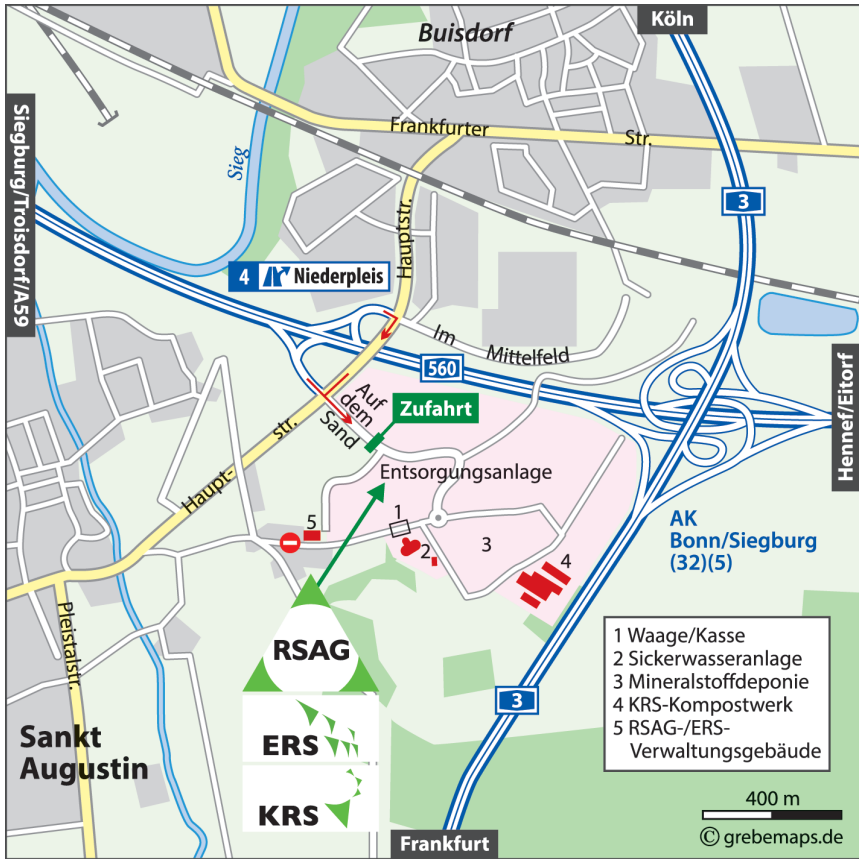 Buisdorf
Köln
Siegburg/Troisdorf/A59
Sieg
Frankfurter
Str.
3
Hauptstr.
4 Niederpleis
Im
Mittelfeld
560
Auf
dem
Sand
Zufahrt
Hennef/Eitorf
Haupt-
str.
Entsorgungsanlage
5
1
2
3
4
AK
Bonn/Siegburg
(32)(5)
Pleistalstr.
RSAG
ERS
KRS
3
Sankt
Augustin
1 Waage/Kasse
2 Sickerwasseranlage
3 Mineralstoffdeponie
4 KRS-Kompostwerk
5 RSAG-/ERS-
Verwaltungsgebäude
400 m
© grebemaps.de
Frankfurt